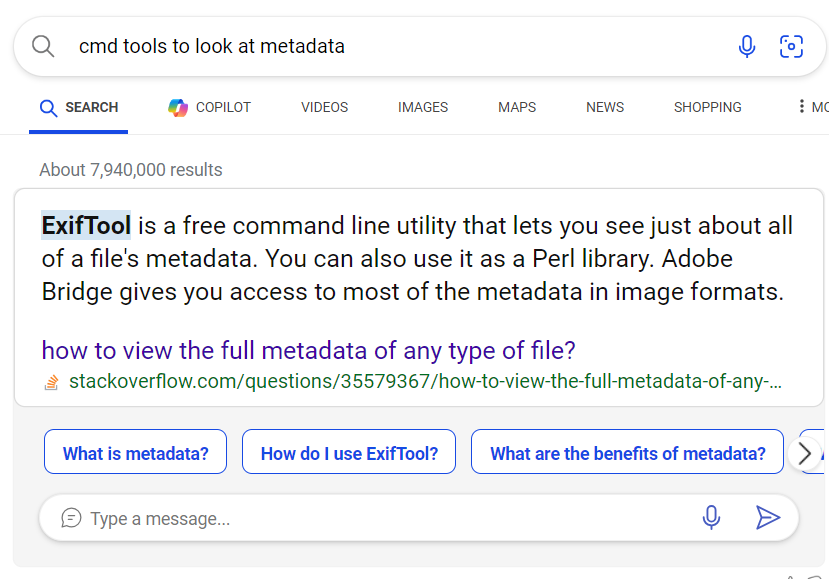 cmd tools to look at metadata
SEARCH COPILOT VIDEOS IMAGES MAPS NEWS SHOPPING
About 7,940,000 results
ExifTool is a free command line utility that lets you see just about all
of a file's metadata. You can also use it as a Perl library. Adobe
Bridge gives you access to most of the metadata in image formats.
how to view the full metadata of any type of file?
stackoverflow.com/questions/35579367/how-to-view-the-full-metadata-of-any-...
What is metadata? How do I use ExifTool? What are the benefits of metadata?
Type a message...